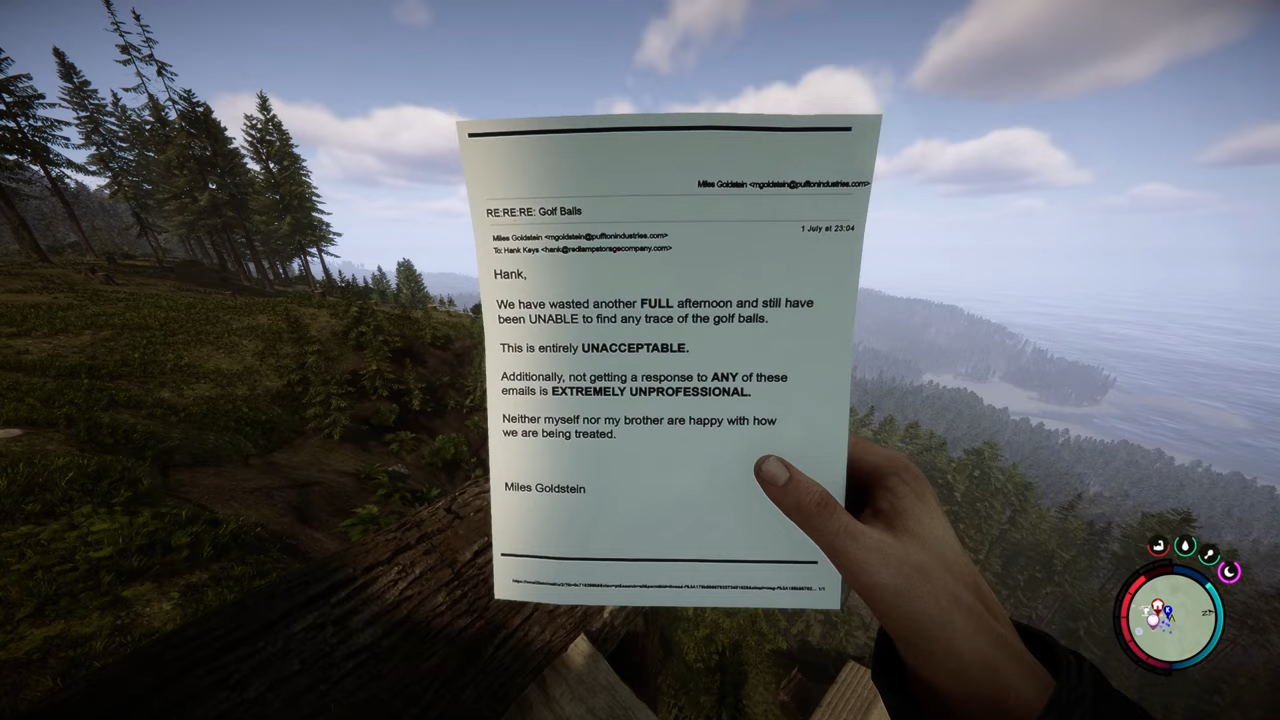 Miles Goldstein <mgoldstein@pufftonindustries.com>
RE:RE:RE: Golf Balls
Miles Goldstein <mgoldstein@pufftonindustries.com>
1 July at 23:04
To: Hank Keys <hank@redlampstoragecompany.com>
Hank,
We have wasted another FULL afternoon and still have
been UNABLE to find any trace of the golf balls.
This is entirely UNACCEPTABLE.
Additionally, not getting a response to ANY of these
emails is EXTREMELY UNPROFESSIONAL.
Neither myself nor my brother are happy with how
we are being treated.
Miles Goldstein
1/1